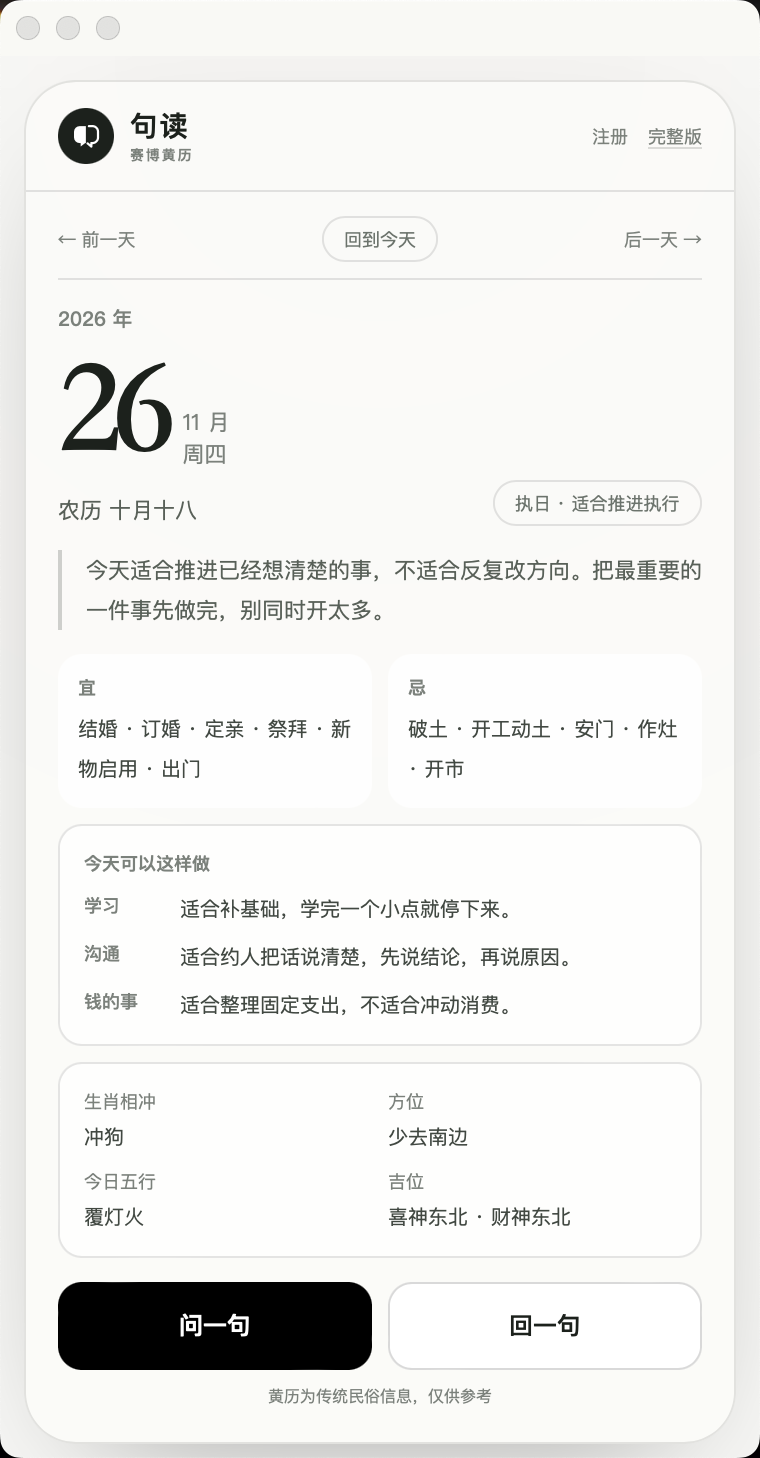 句读
赛博黄历
注册 完整版
← 前一天 回到今天 后一天 →
2026 年
26
11 月
周四
农历 十月十八
执日 · 适合推进执行
今天适合推进已经想清楚的事，不适合反复改方向。把最重要的
一件事先做完，别同时开太多。
宜
结婚 · 订婚 · 定亲 · 祭拜 · 新
物启用 · 出门
忌
破土 · 开工动土 · 安门 · 作灶
· 开市
今天可以这样做
学习 适合补基础，学完一个小点就停下来。
沟通 适合约人把话说清楚，先说结论，再说原因。
钱的事 适合整理固定支出，不适合冲动消费。
生肖相冲 方位
冲狗 少去南边
今日五行 吉位
覆灯火 喜神东北 · 财神东北
问一句 回一句
黄历为传统民俗信息，仅供参考